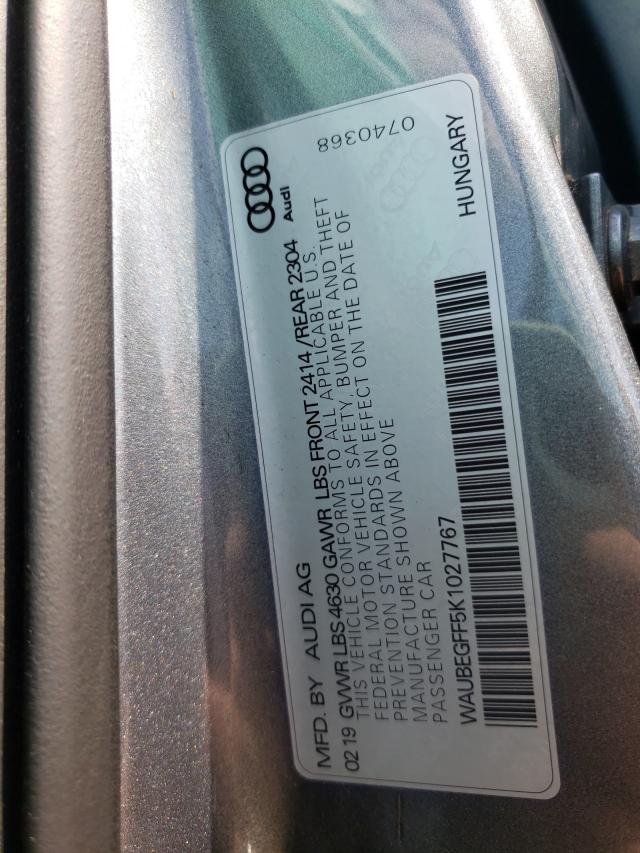 MFD. BY AUDI AG
Audi
0740368
02 19 GVWR LBS 4630 GAWR LBS FRONT 2414 /REAR 2304
THIS VEHICLE CONFORMS TO ALL APPLICABLE U.S.
FEDERAL MOTOR VEHICLE SAFETY, BUMPER AND THEFT
PREVENTION STANDARDS IN EFFECT ON THE DATE OF
MANUFACTURE SHOWN ABOVE
PASSENGER CAR
WAUBEGFF5K1027767
HUNGARY